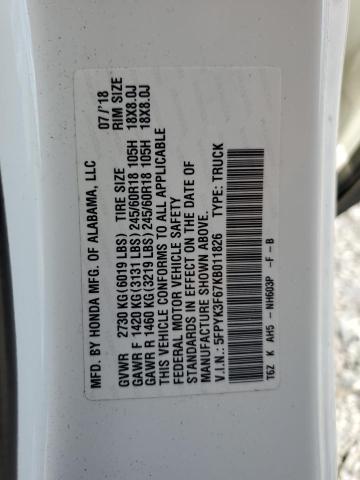 MFD. BY HONDA MFG. OF ALABAMA, LLC 07/'18
GVWR 2730 KG(6019 LBS) TIRE SIZE RIM SIZE
GAWR F 1420 KG(3131 LBS) 245/60R18 105H 18X8.0J
GAWR R 1460 KG(3219 LBS) 245/60R18 105H 18X8.0J
THIS VEHICLE CONFORMS TO ALL APPLICABLE
FEDERAL MOTOR VEHICLE SAFETY
STANDARDS IN EFFECT ON THE DATE OF
MANUFACTURE SHOWN ABOVE.
V.I.N.: 5FPYK3F67KB011826 TYPE: TRUCK
T6Z K AH5 -NH603P -F -B